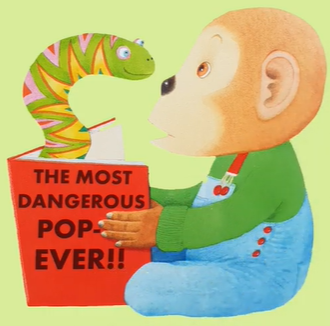 THE MOST
DANGEROUS
POP-
EVER!!